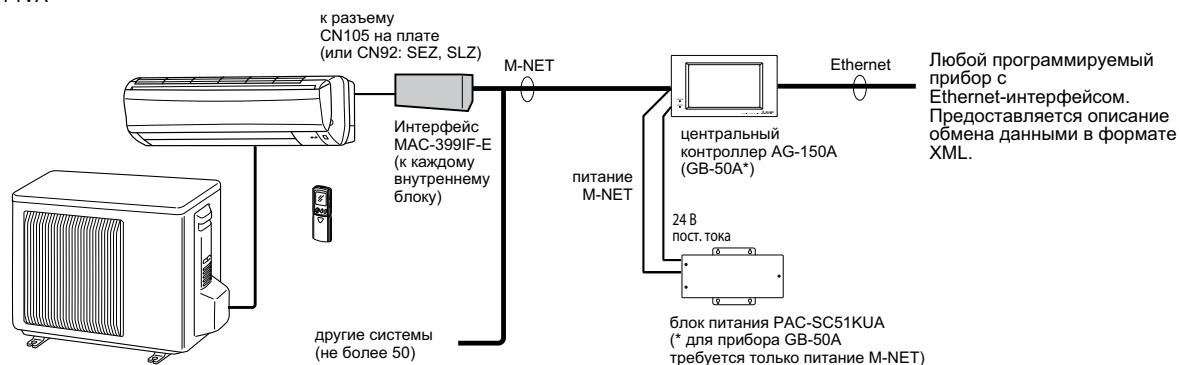 к разъему
CN105 на плате
(или CN92: SEZ, SLZ)
M-NET
Ethernet
Любой программируемый
прибор с
Ethernet-интерфейсом.
Предоставляется описание
обмена данными в формате
XML.
Интерфейс
MAC-399IF-E
(к каждому
внутреннему
блоку)
центральный
контроллер AG-150A
(GB-50A*)
питание
M-NET
24 В
пост. тока
другие системы
(не более 50)
блок питания PAC-SC51KUA
(* для прибора GB-50A
требуется только питание M-NET)